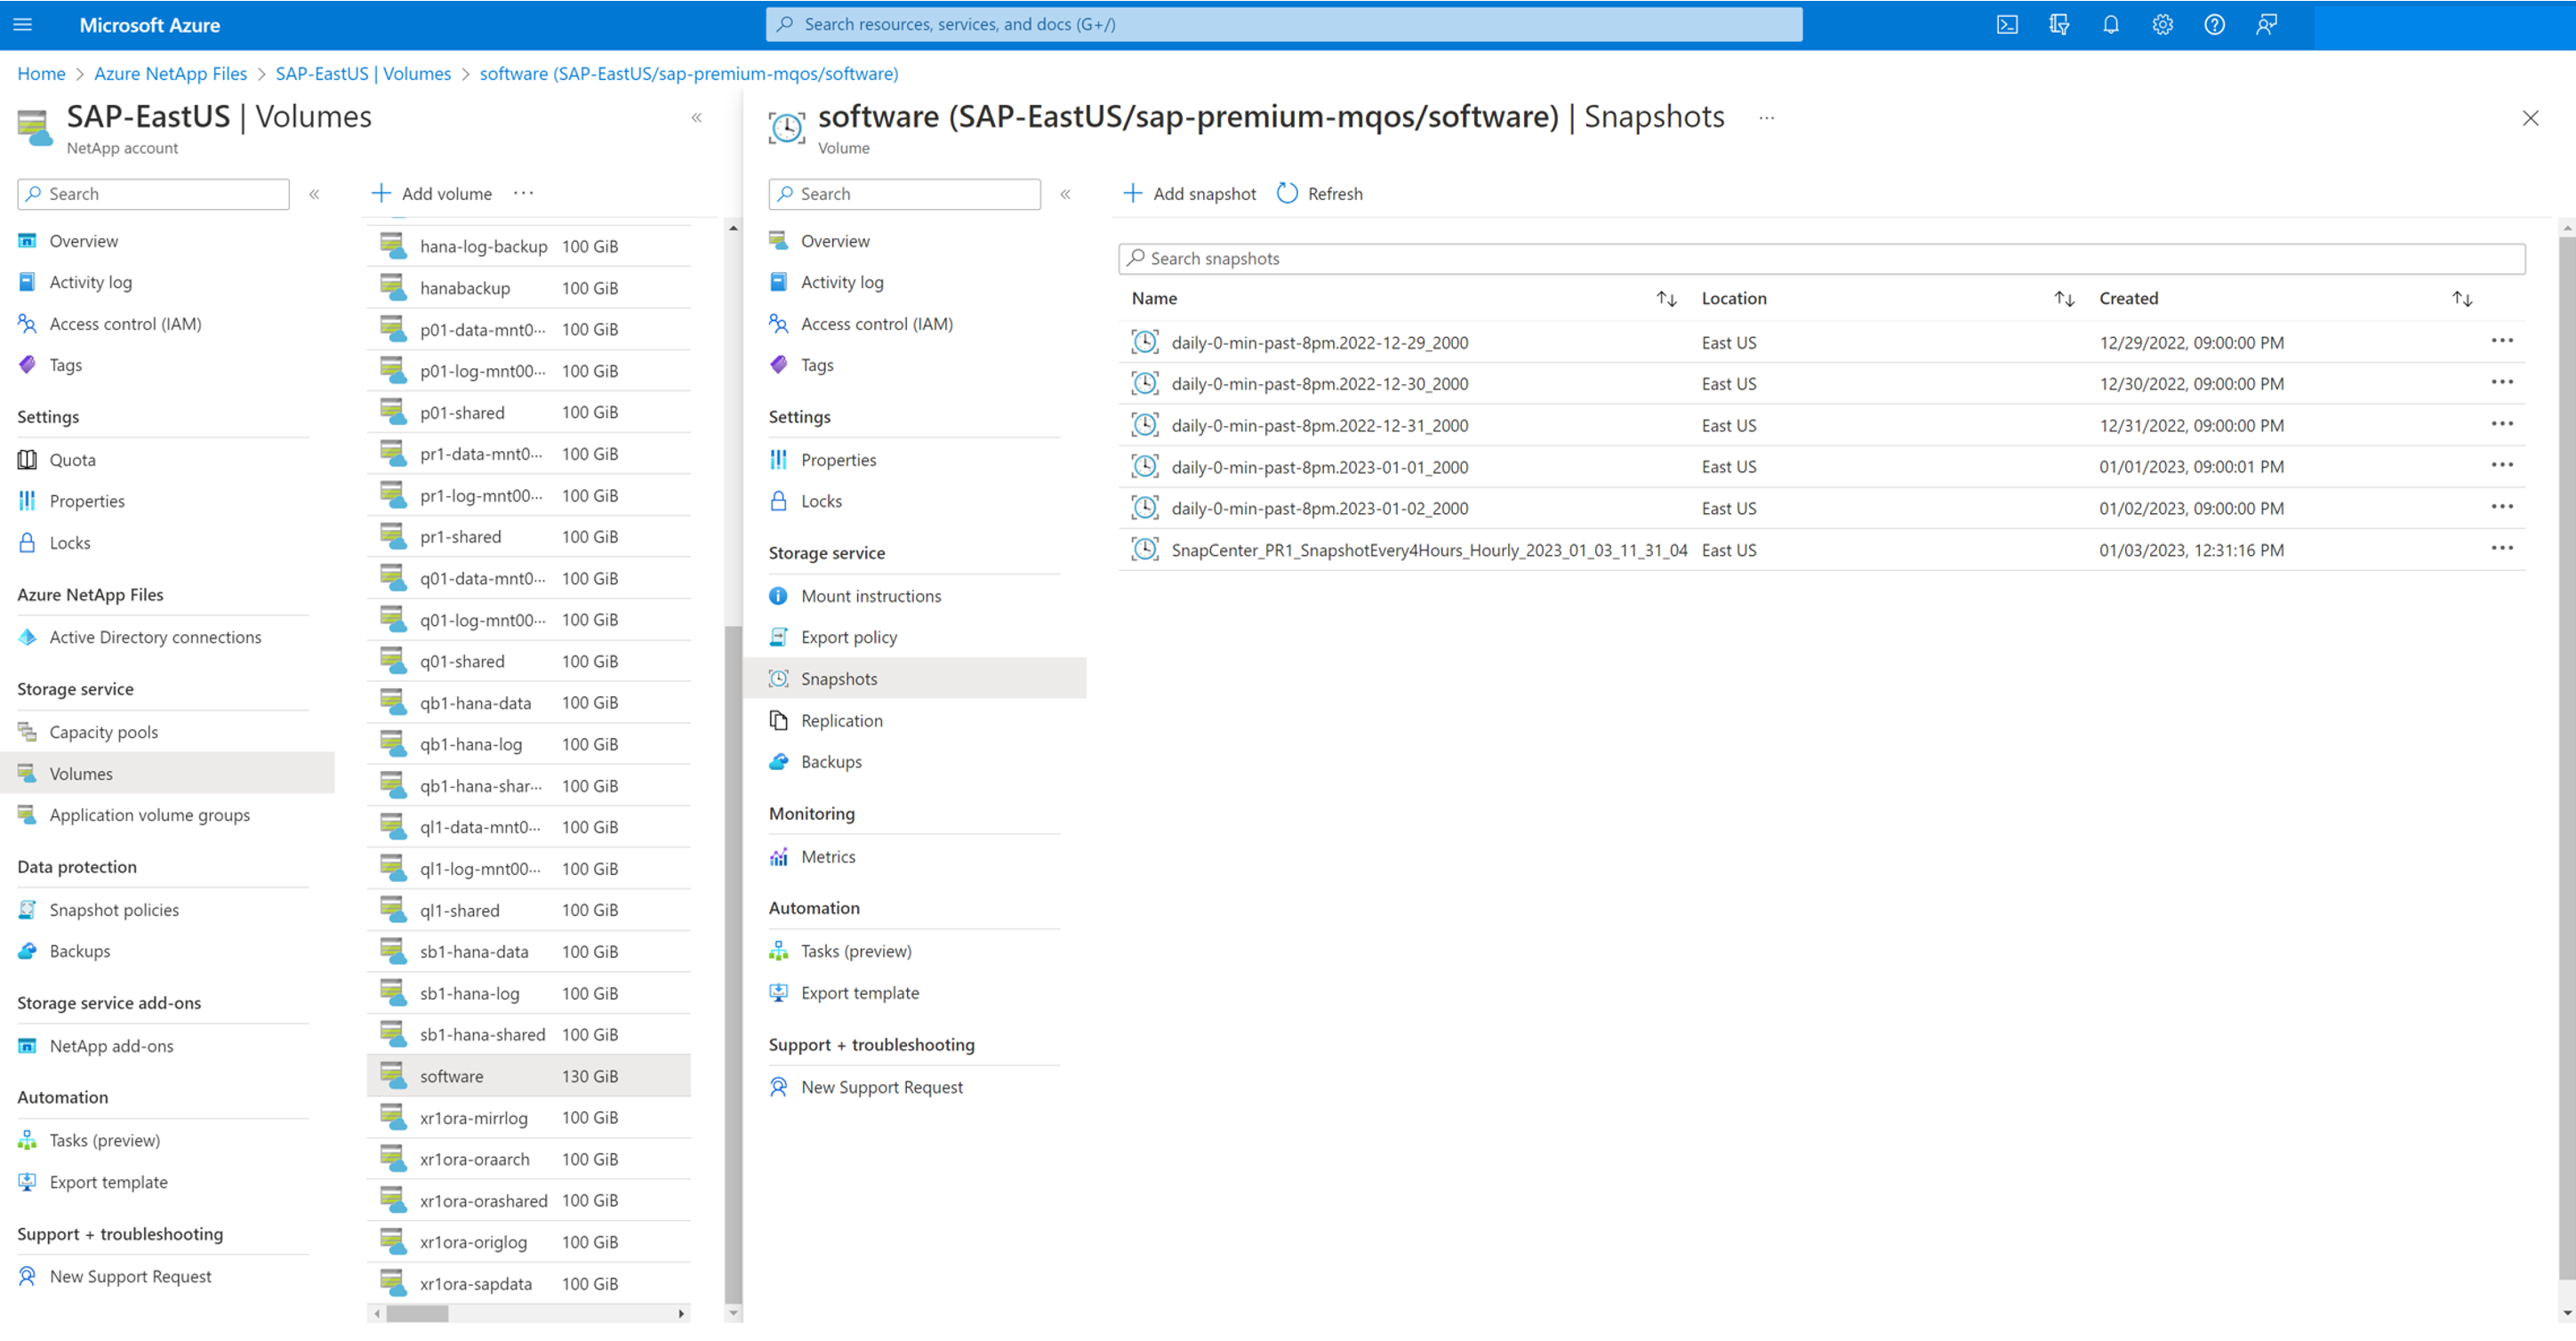 Microsoft Azure
Search resources, services, and docs (G+/)
Home > Azure NetApp Files > SAP-EastUS | Volumes > software (SAP-EastUS/sap-premium-mqos/software)
SAP-EastUS | Volumes
NetApp account
Search
Overview
Activity log
Access control (IAM)
Tags
Settings
Quota
Properties
Locks
Azure NetApp Files
Active Directory connections
Storage service
Capacity pools
Volumes
Application volume groups
Data protection
Snapshot policies
Backups
Storage service add-ons
NetApp add-ons
Automation
Tasks (preview)
Export template
Support + troubleshooting
New Support Request
Add volume ...
hana-log-backup 100 GiB
hanabackup 100 GiB
p01-data-mnt0... 100 GiB
p01-log-mnt00... 100 GiB
p01-shared 100 GiB
pr1-data-mnt0... 100 GiB
pr1-log-mnt00... 100 GiB
pr1-shared 100 GiB
q01-data-mnt0... 100 GiB
q01-log-mnt00... 100 GiB
q01-shared 100 GiB
qb1-hana-data 100 GiB
qb1-hana-log 100 GiB
qb1-hana-shar... 100 GiB
ql1-data-mnt0... 100 GiB
ql1-log-mnt00... 100 GiB
ql1-shared 100 GiB
sb1-hana-data 100 GiB
sb1-hana-log 100 GiB
sb1-hana-shared 100 GiB
software 130 GiB
xr1ora-mirrlog 100 GiB
xr1ora-oraarch 100 GiB
xr1ora-orashared 100 GiB
xr1ora-origlog 100 GiB
xr1ora-sapdata 100 GiB
software (SAP-EastUS/sap-premium-mqos/software) | Snapshots ...
Volume
Search
Overview
Activity log
Access control (IAM)
Tags
Settings
Properties
Locks
Storage service
Mount instructions
Export policy
Snapshots
Replication
Backups
Monitoring
Metrics
Automation
Tasks (preview)
Export template
Support + troubleshooting
New Support Request
Add snapshot Refresh
Search snapshots
Name Location Created
daily-0-min-past-8pm.2022-12-29_2000 East US 12/29/2022, 09:00:00 PM ...
daily-0-min-past-8pm.2022-12-30_2000 East US 12/30/2022, 09:00:00 PM ...
daily-0-min-past-8pm.2022-12-31_2000 East US 12/31/2022, 09:00:00 PM ...
daily-0-min-past-8pm.2023-01-01_2000 East US 01/01/2023, 09:00:01 PM ...
daily-0-min-past-8pm.2023-01-02_2000 East US 01/02/2023, 09:00:00 PM ...
SnapCenter_PR1_SnapshotEvery4Hours_Hourly_2023_01_03_11_31_04 East US 01/03/2023, 12:31:16 PM ...